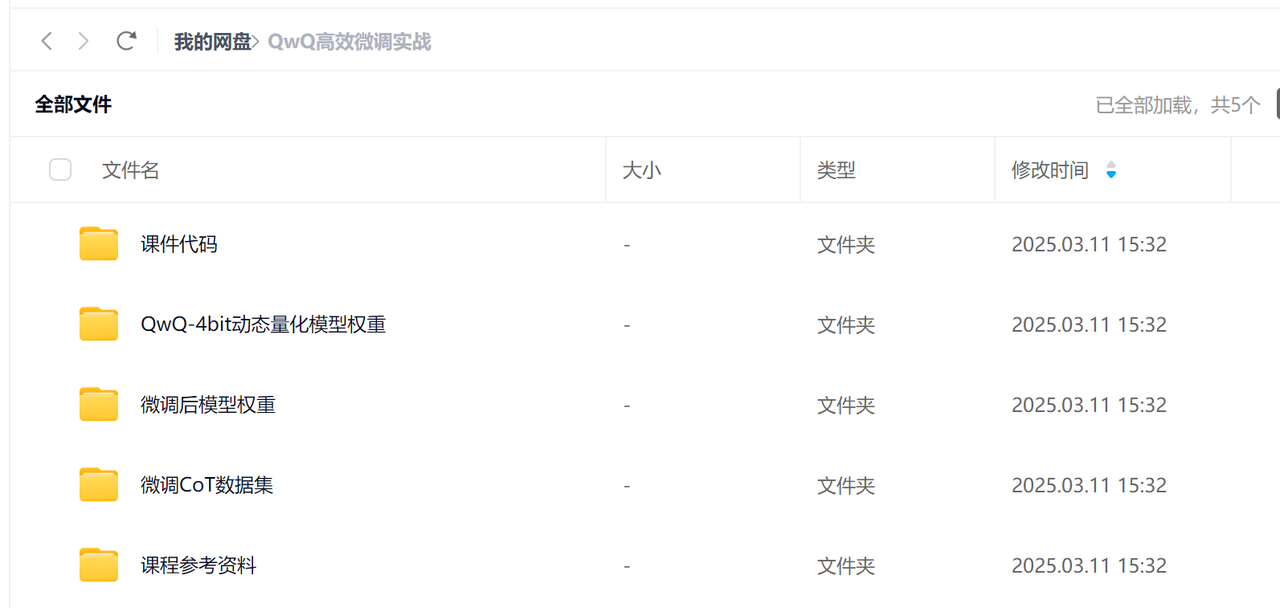 我的网盘> QwQ高效微调实战
全部文件 已全部加载，共5个
文件名 大小 类型 修改时间
课件代码 - 文件夹 2025.03.11 15:32
QwQ-4bit动态量化模型权重 - 文件夹 2025.03.11 15:32
微调后模型权重 - 文件夹 2025.03.11 15:32
微调CoT数据集 - 文件夹 2025.03.11 15:32
课程参考资料 - 文件夹 2025.03.11 15:32